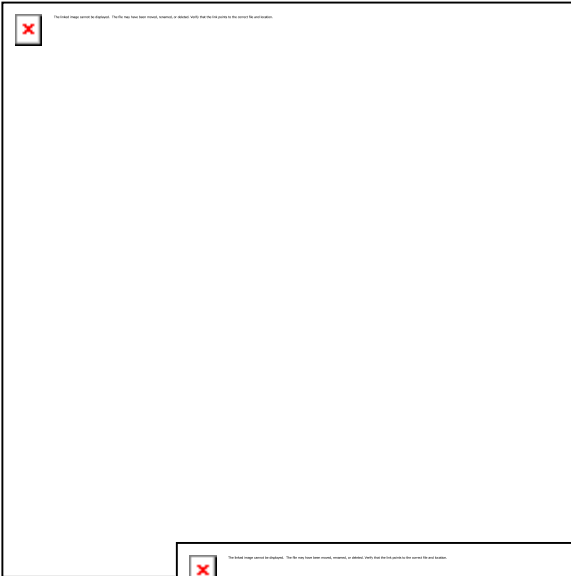 The linked image cannot be displayed.  The file may have been moved, renamed, or deleted. Verify that the link points to the correct file and location.
The linked image cannot be displayed.  The file may have been moved, renamed, or deleted. Verify that the link points to the correct file and location.